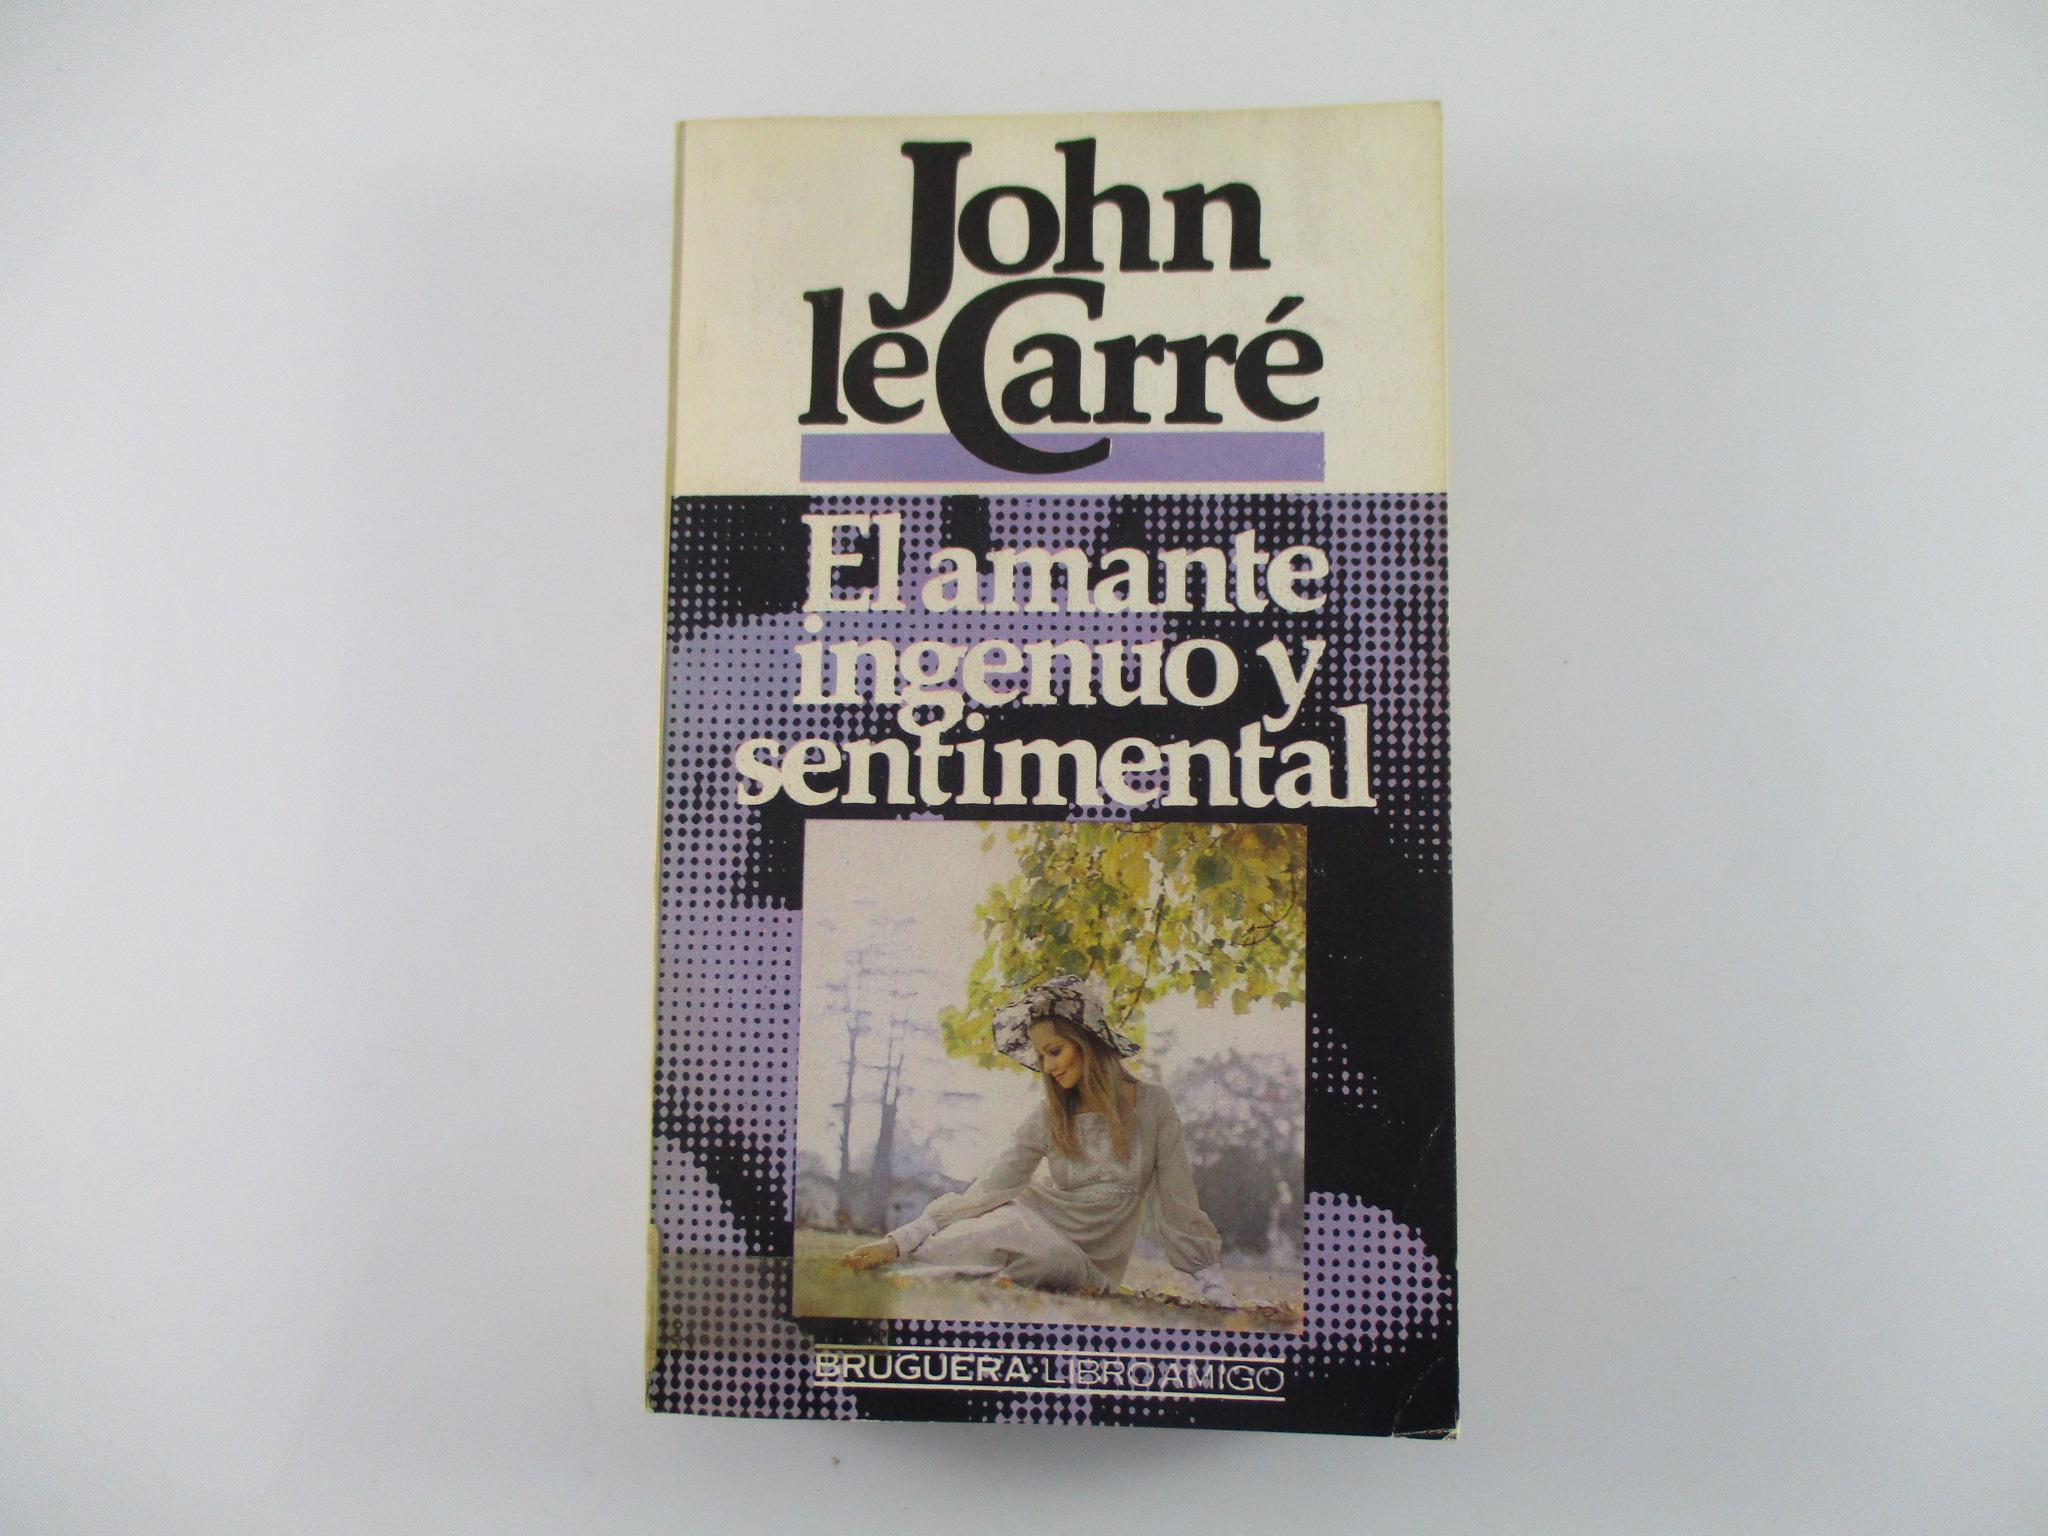 John
le Carré
El amante
ingenuo y
sentimental
BRUGUERA·LIBRO AMIGO